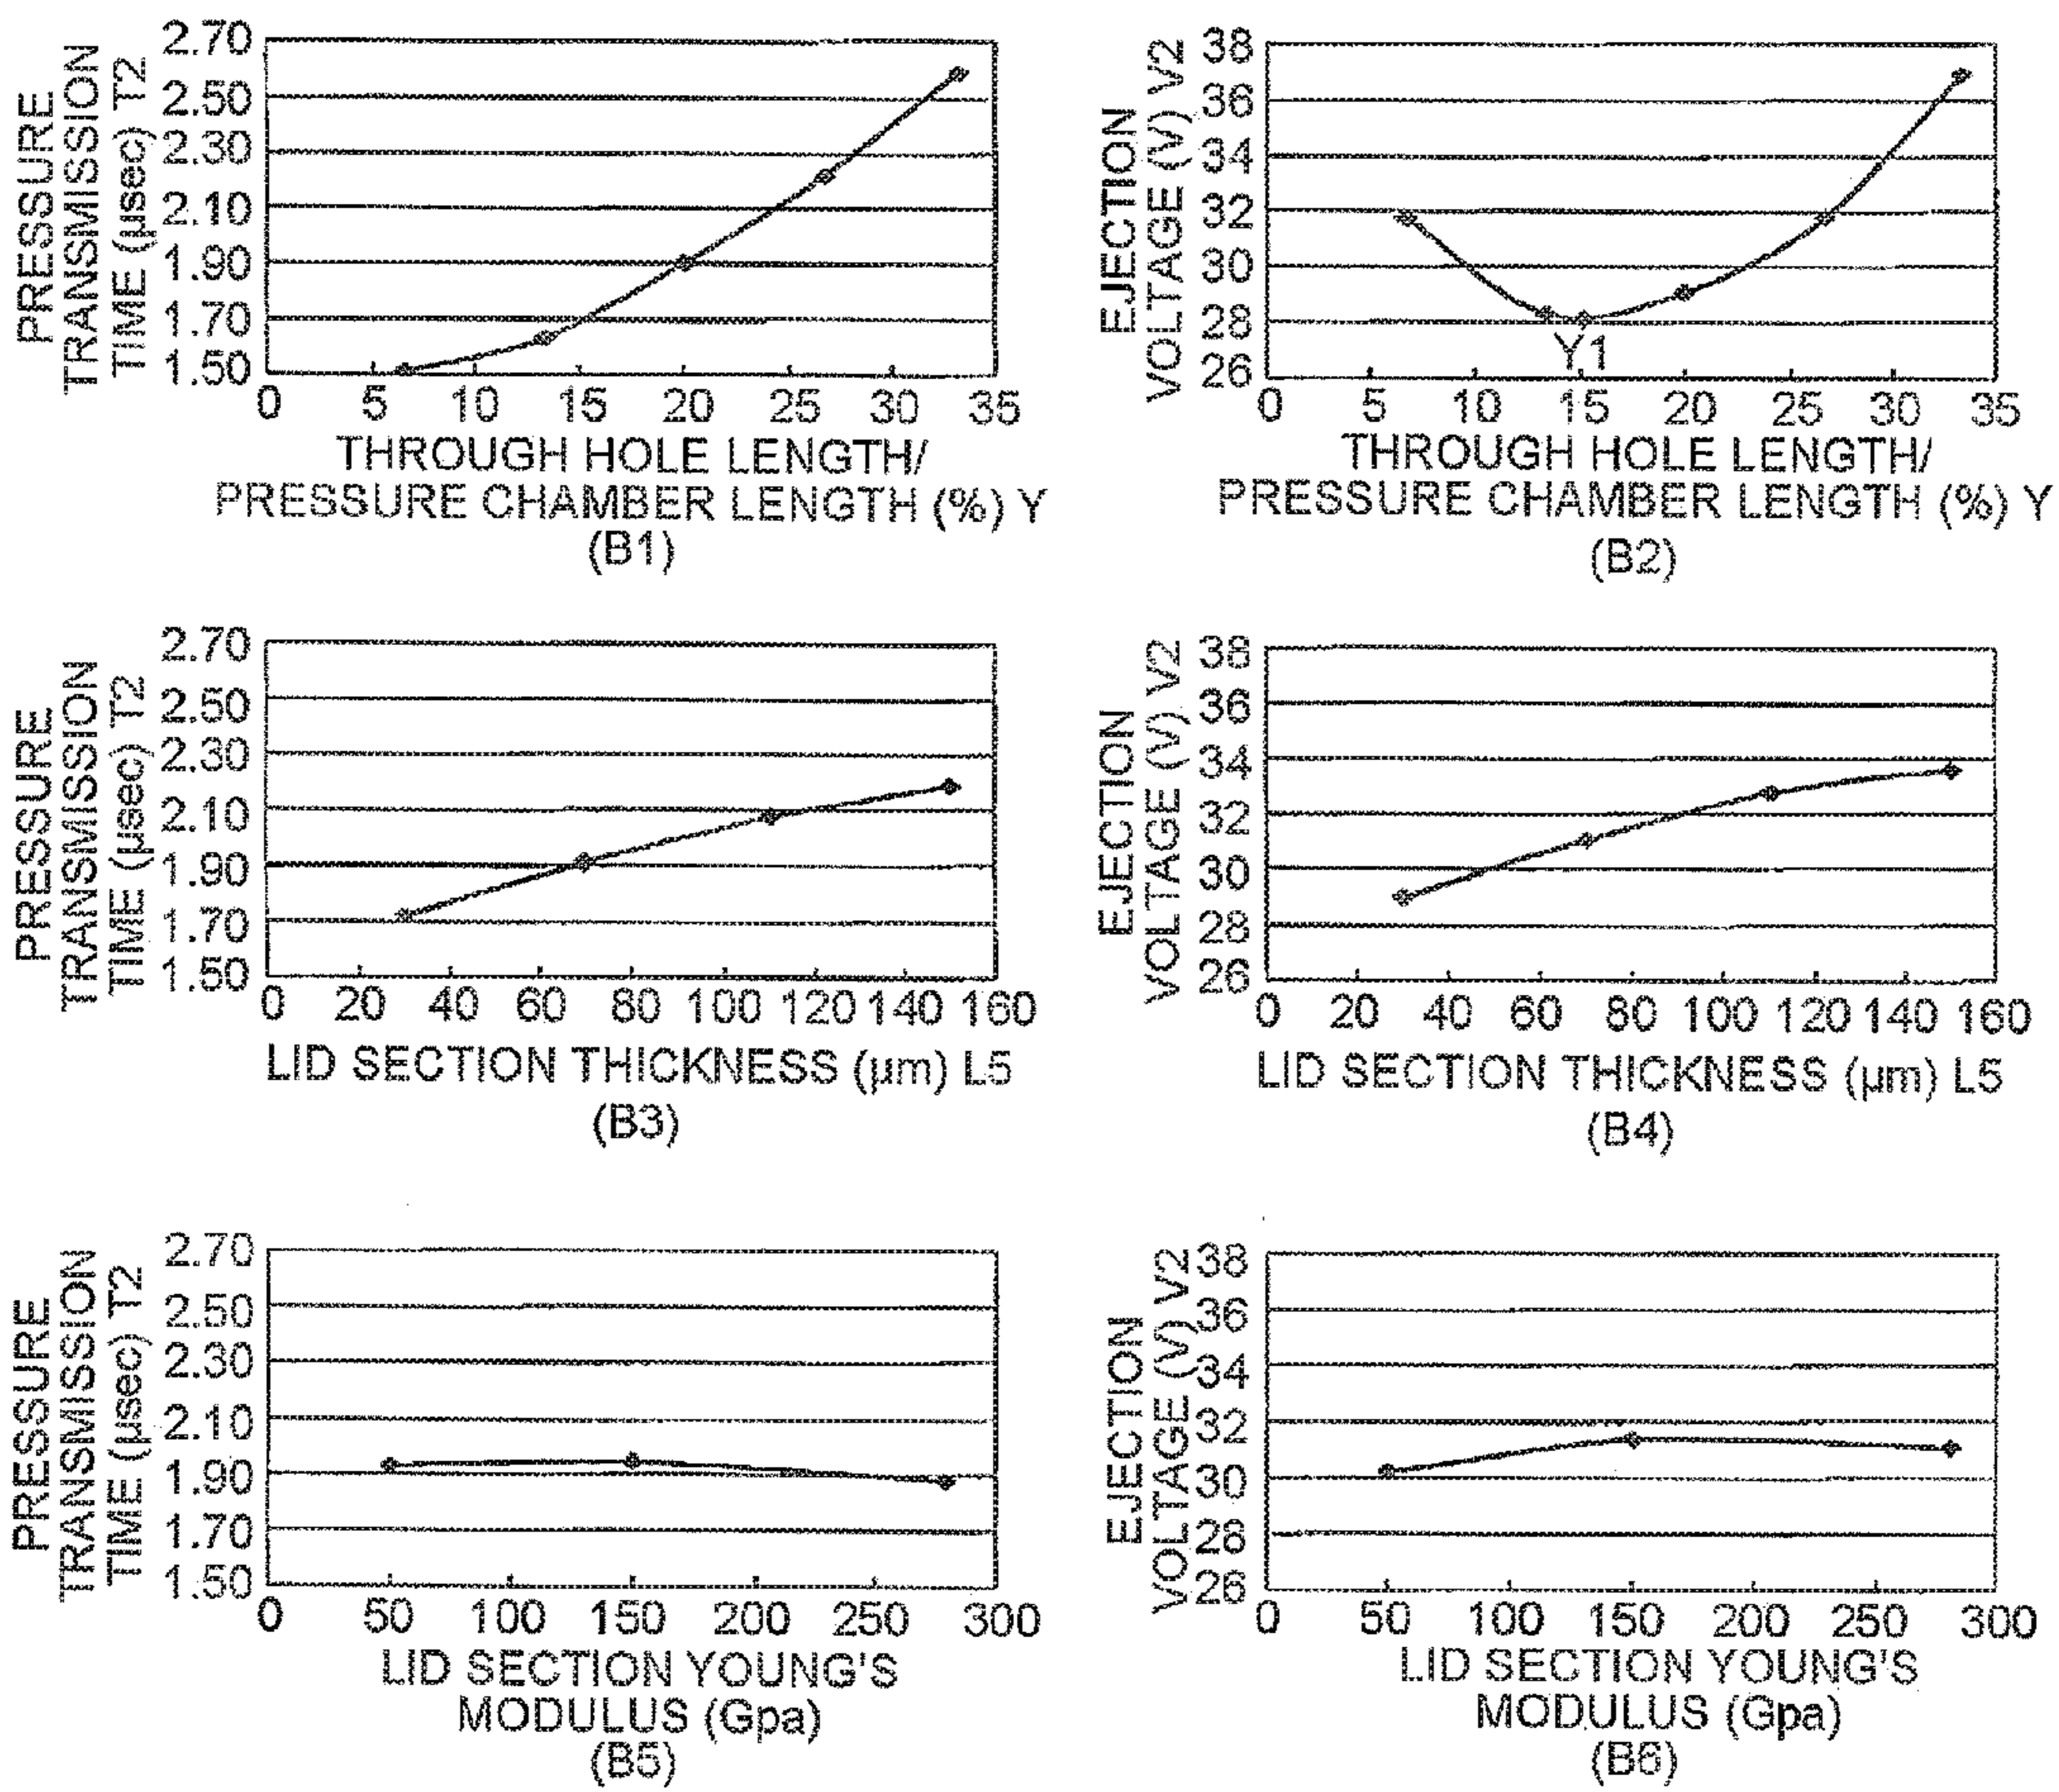 PRESSURE
TRANSMISSION
TIME (μsec) T2
2.70
2.50
2.30
2.10
1.90
1.70
1.50
0 5 10 15 20 25 30 35
THROUGH HOLE LENGTH/
PRESSURE CHAMBER LENGTH (%) Y
(B1)
EJECTION
VOLTAGE (V) V2
38
36
34
32
30
28
26
Y1
0 5 10 15 20 25 30 35
THROUGH HOLE LENGTH/
PRESSURE CHAMBER LENGTH (%) Y
(B2)
PRESSURE
TRANSMISSION
TIME (μsec) T2
2.70
2.50
2.30
2.10
1.90
1.70
1.50
0 20 40 60 80 100 120 140 160
LID SECTION THICKNESS (μm) L5
(B3)
EJECTION
VOLTAGE (V) V2
38
36
34
32
30
28
26
0 20 40 60 80 100 120 140 160
LID SECTION THICKNESS (μm) L5
(B4)
PRESSURE
TRANSMISSION
TIME (μsec) T2
2.70
2.50
2.30
2.10
1.90
1.70
1.50
0 50 100 150 200 250 300
LID SECTION YOUNG'S
MODULUS (Gpa)
(B5)
EJECTION
VOLTAGE (V) V2
38
36
34
32
30
28
26
0 50 100 150 200 250 300
LID SECTION YOUNG'S
MODULUS (Gpa)
(B6)